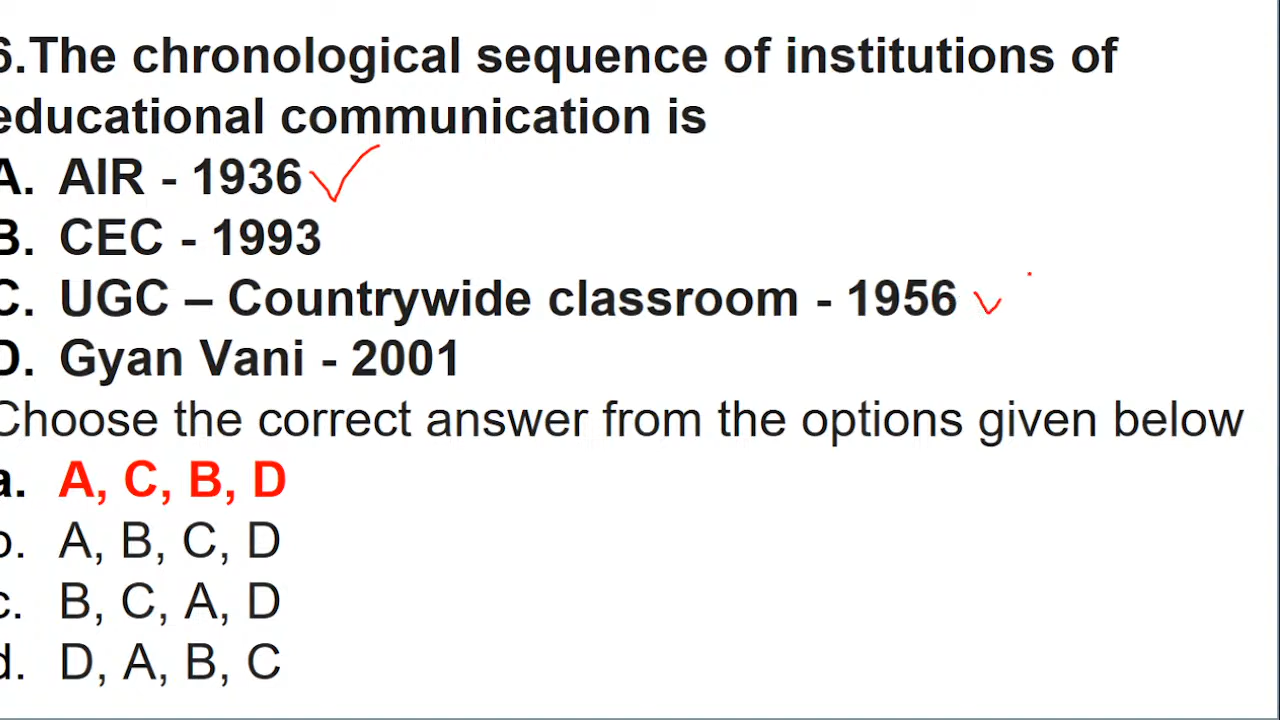 6.The chronological sequence of institutions of
educational communication is
A. AIR - 1936
B. CEC - 1993
C. UGC – Countrywide classroom - 1956
D. Gyan Vani - 2001
Choose the correct answer from the options given below
a. A, C, B, D
b. A, B, C, D
c. B, C, A, D
d. D, A, B, C